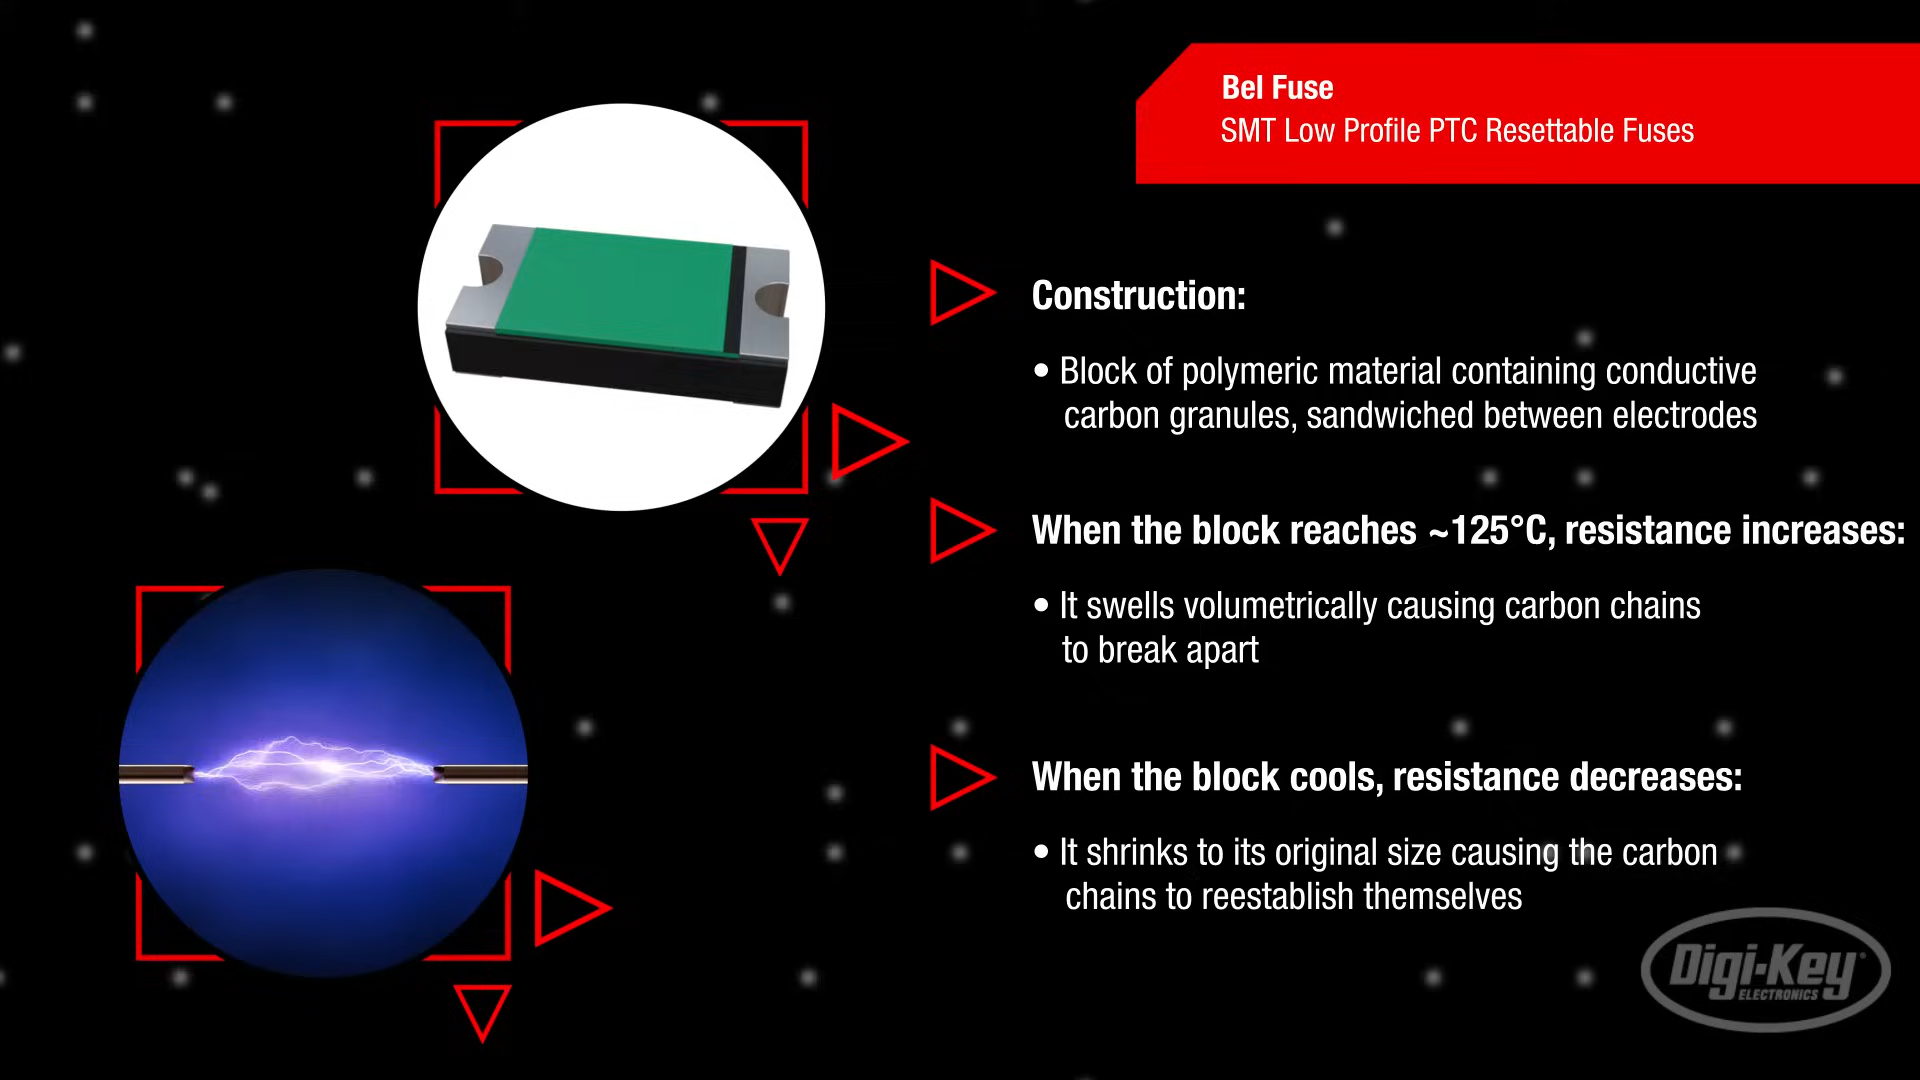 Bel Fuse
SMT Low Profile PTC Resettable Fuses
Construction:
• Block of polymeric material containing conductive
carbon granules, sandwiched between electrodes
When the block reaches ~125°C, resistance increases:
• It swells volumetrically causing carbon chains
to break apart
When the block cools, resistance decreases:
• It shrinks to its original size causing the carbon
chains to reestablish themselves
Digi-Key
ELECTRONICS